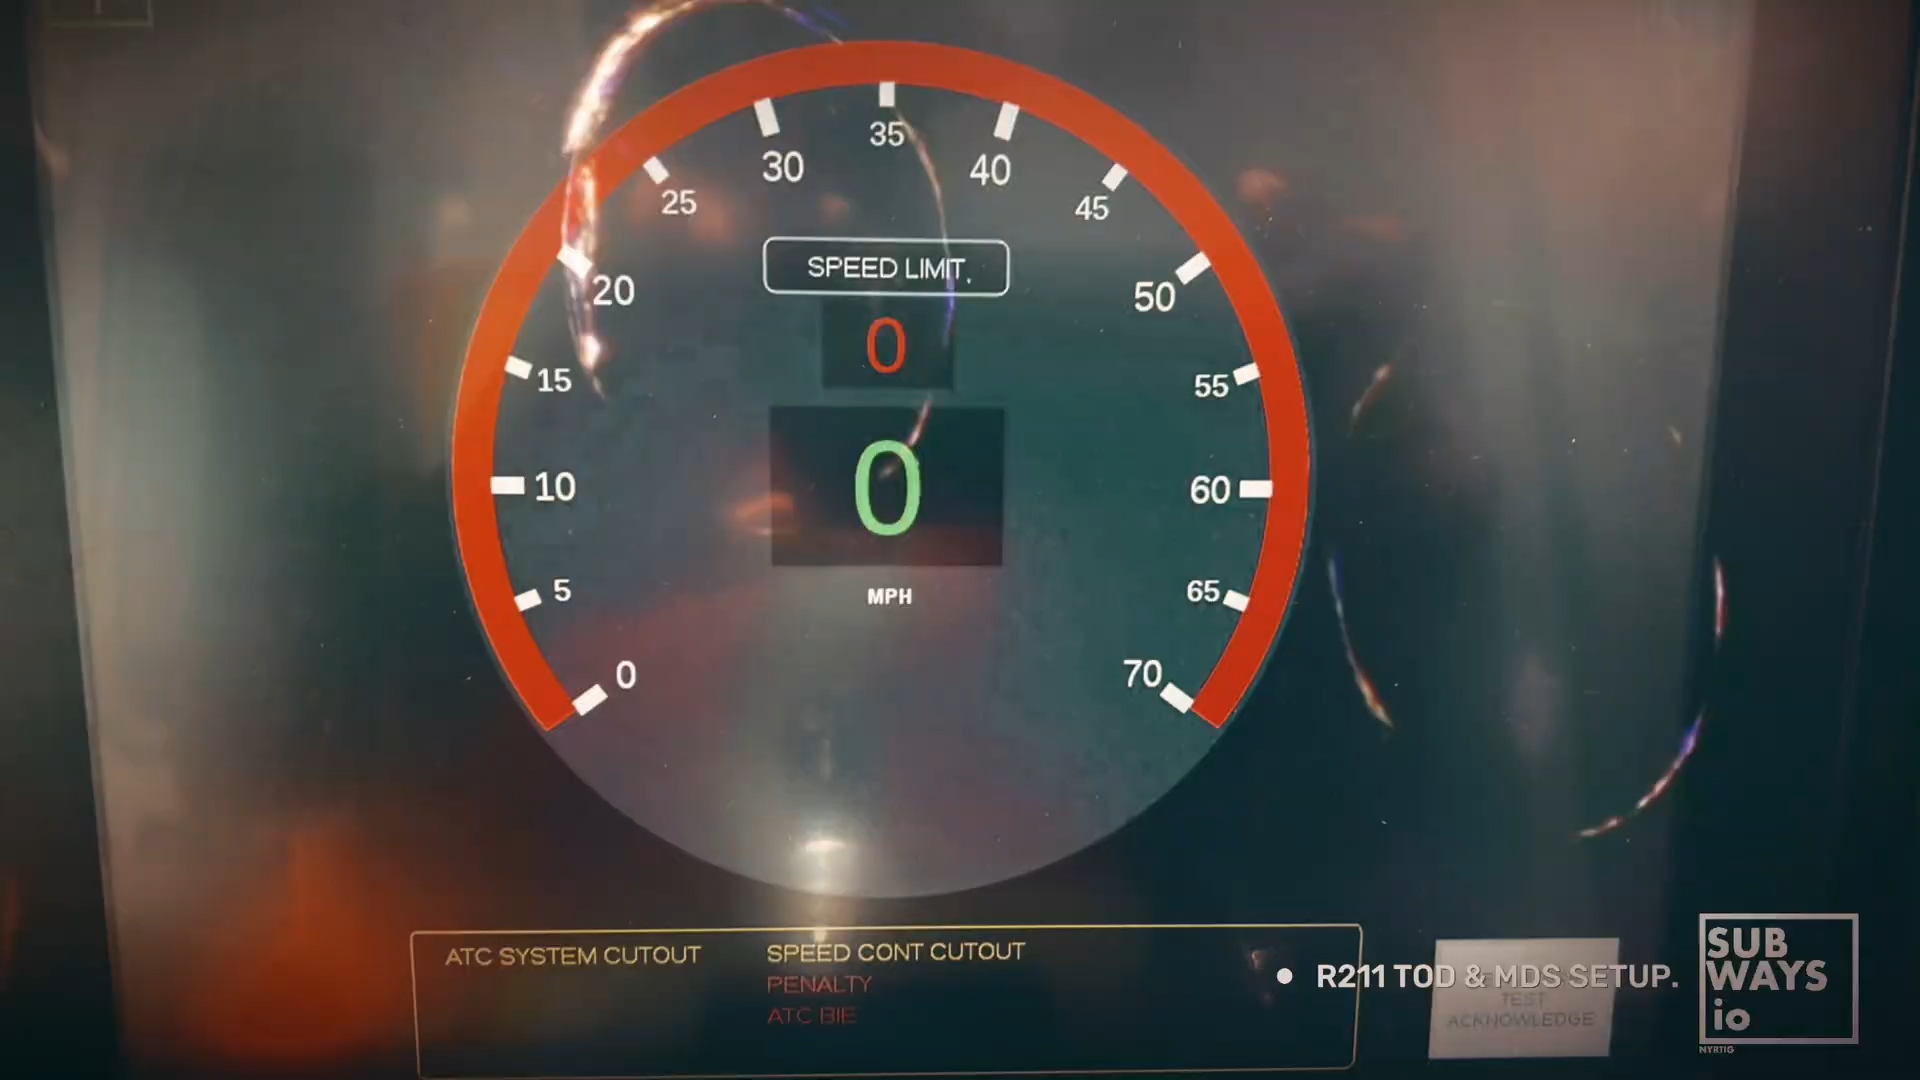 35
30
40
25
45
SPEED LIMIT
20
50
0
15
55
0
10
60
MPH
5
65
0
70
ATC SYSTEM CUTOUT
SPEED CONT CUTOUT
PENALTY
ATC BIE
R211 TOD & MDS SETUP.
TEST
ACKNOWLEDGE
SUB
WAYS
io
NYRTIG